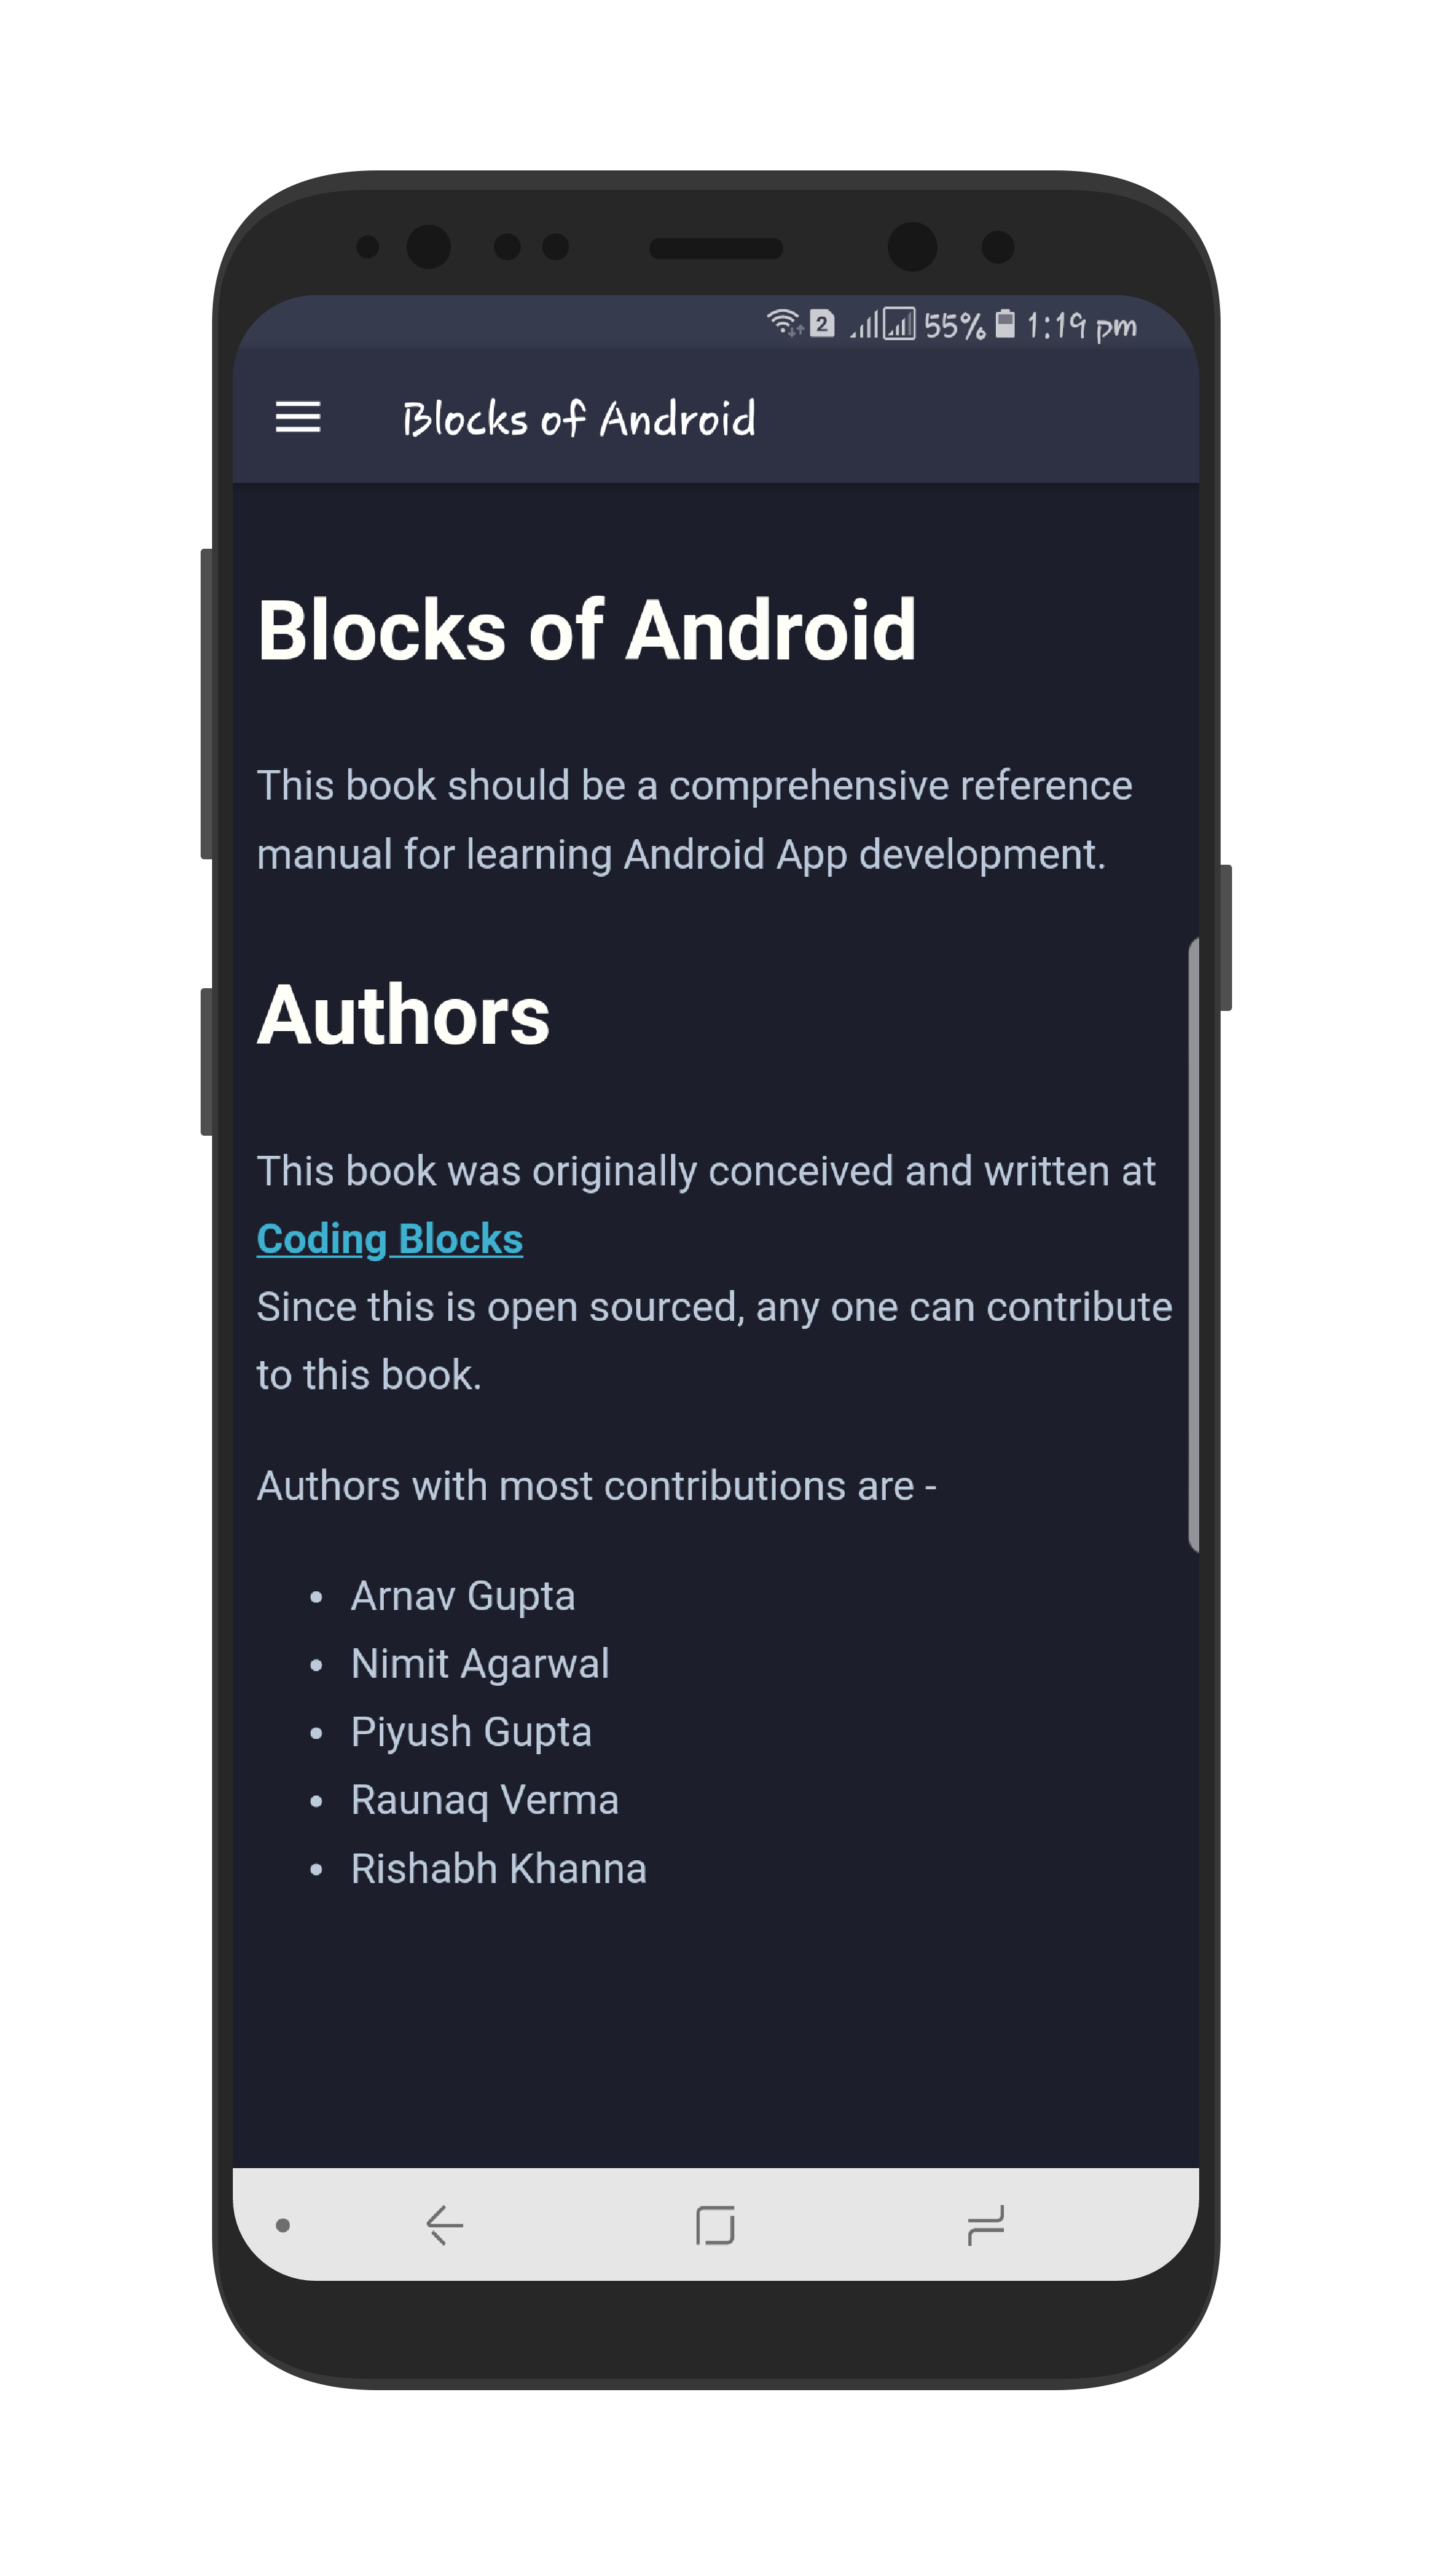 2 55% 1:19 pm
Blocks of Android
Blocks of Android
This book should be a comprehensive reference
manual for learning Android App development.
Authors
This book was originally conceived and written at
Coding Blocks
Since this is open sourced, any one can contribute
to this book.
Authors with most contributions are -
• Arnav Gupta
• Nimit Agarwal
• Piyush Gupta
• Raunaq Verma
• Rishabh Khanna